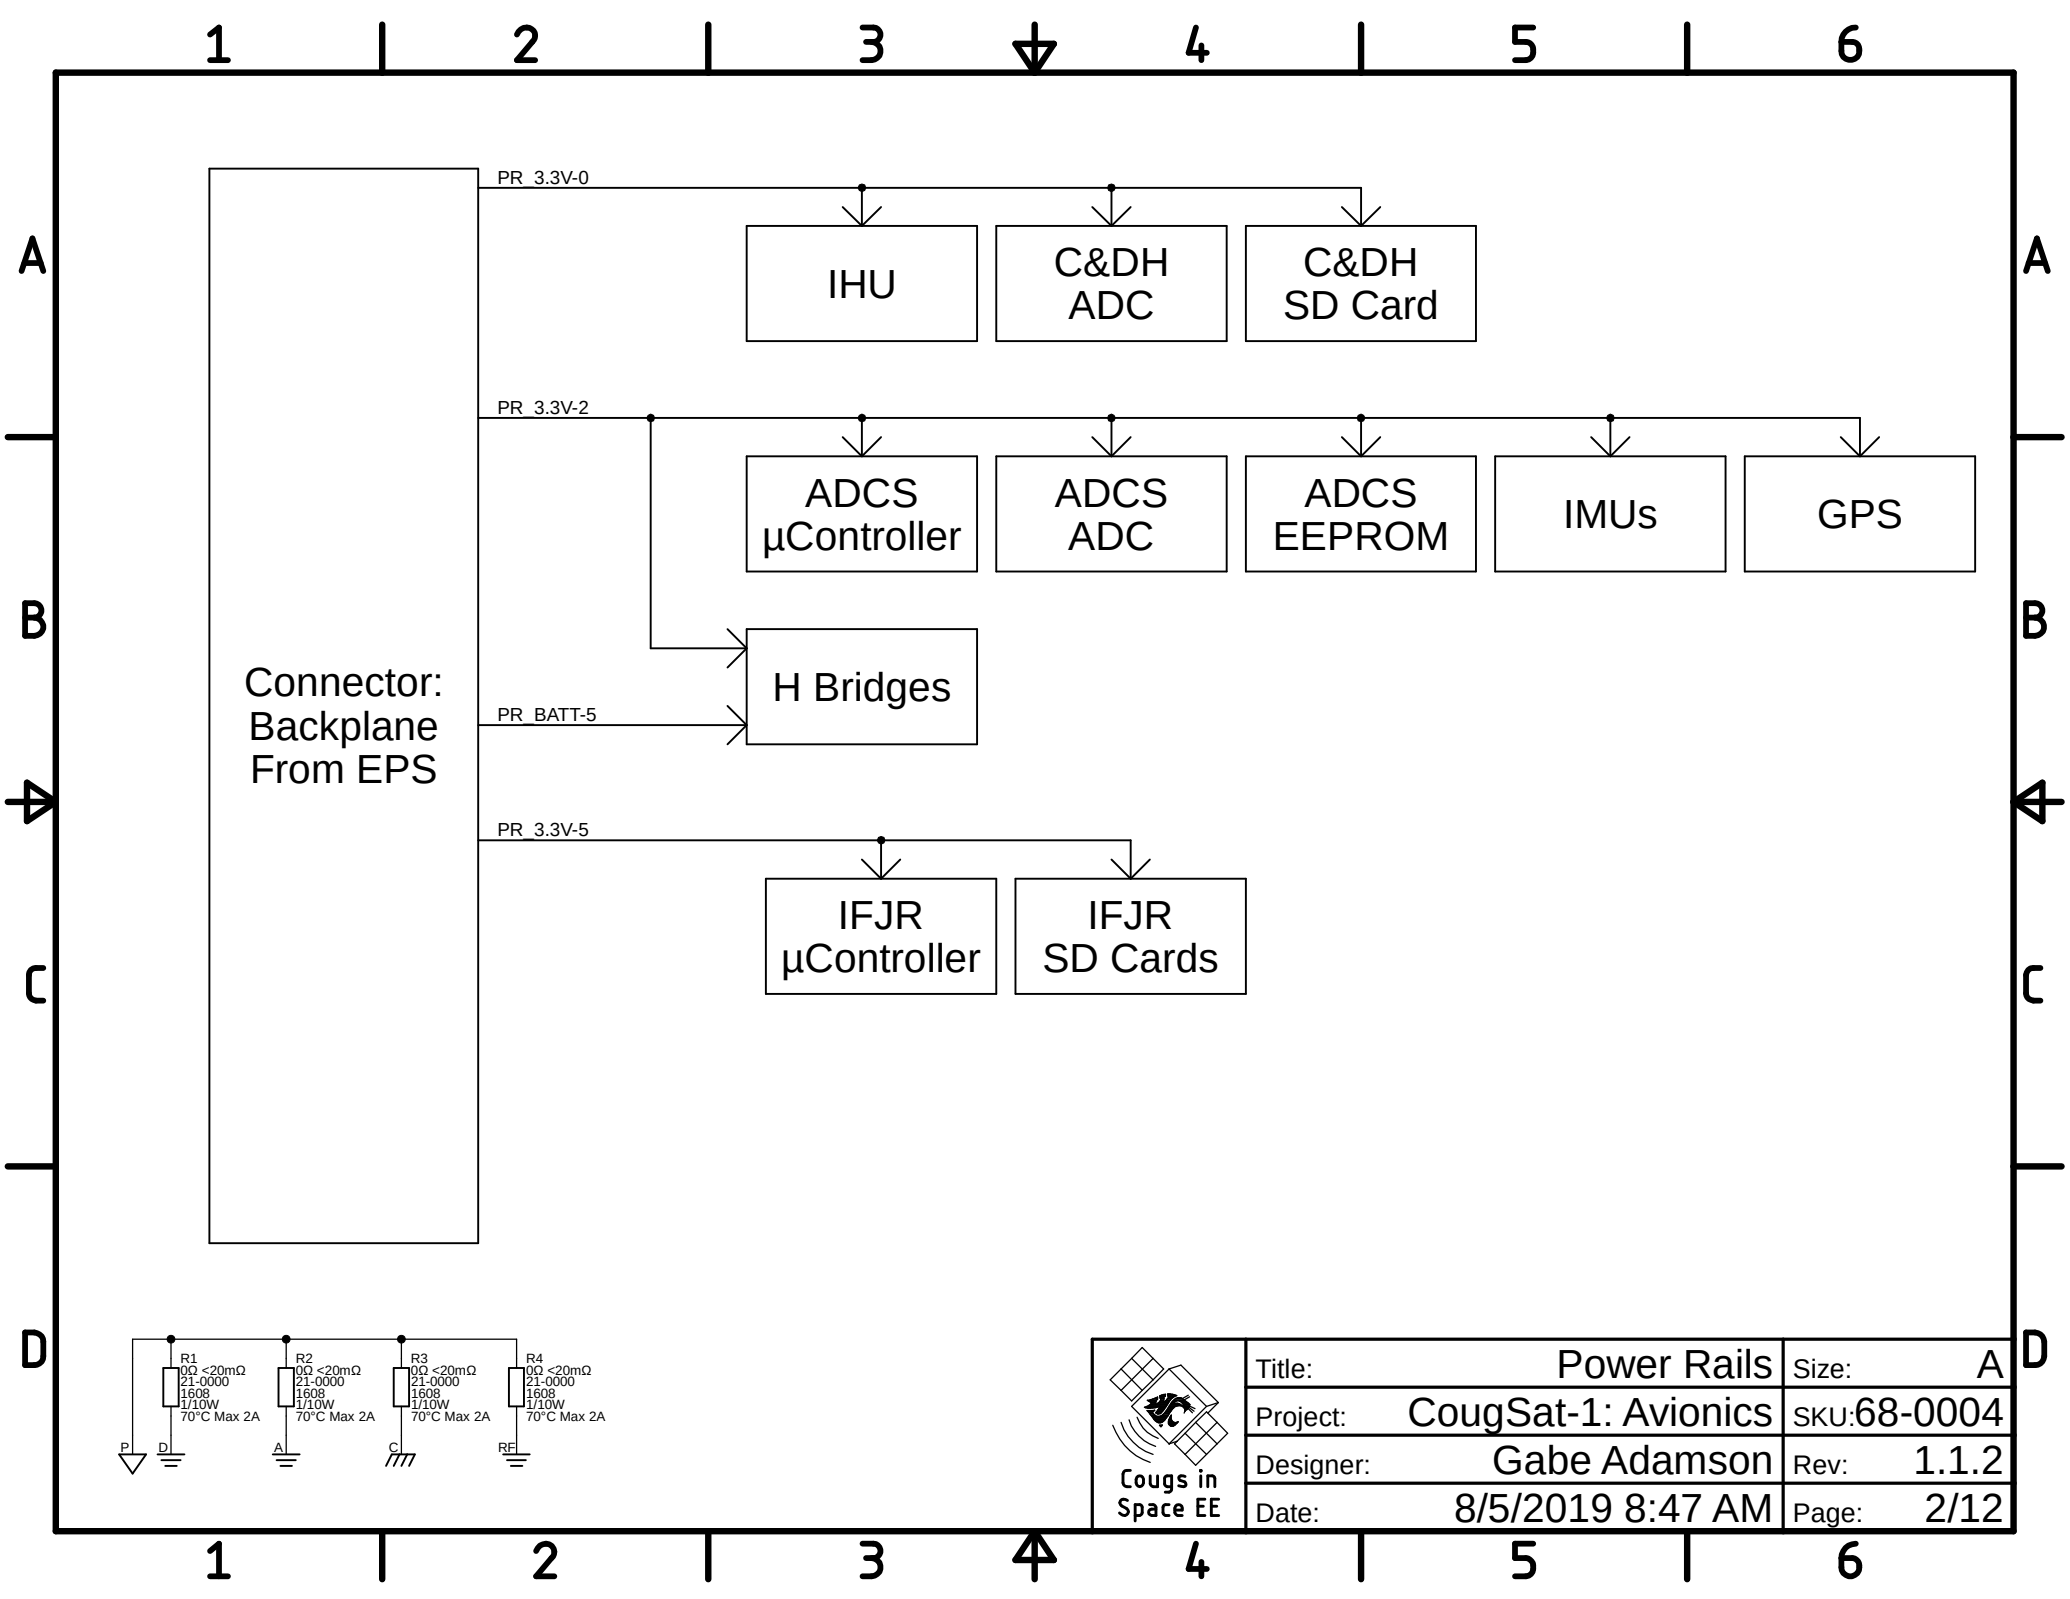 1 2 3 4 5 6
A A
PR_3.3V-0
IHU
C&DH
ADC
C&DH
SD Card
PR_3.3V-2
ADCS
µController
ADCS
ADC
ADCS
EEPROM
IMUs
GPS
B B
H Bridges
Connector:
Backplane
From EPS
PR_BATT-5
PR_3.3V-5
IFJR
µController
IFJR
SD Cards
C C
D D
R1
0Ω <20mΩ
21-0000
1608
1/10W
70°C Max 2A
R2
0Ω <20mΩ
21-0000
1608
1/10W
70°C Max 2A
R3
0Ω <20mΩ
21-0000
1608
1/10W
70°C Max 2A
R4
0Ω <20mΩ
21-0000
1608
1/10W
70°C Max 2A
P D A C RF
Cougs in
Space EE
Title: Power Rails Size: A
Project: CougSat-1: Avionics SKU: 68-0004
Designer: Gabe Adamson Rev: 1.1.2
Date: 8/5/2019 8:47 AM Page: 2/12
1 2 3 4 5 6